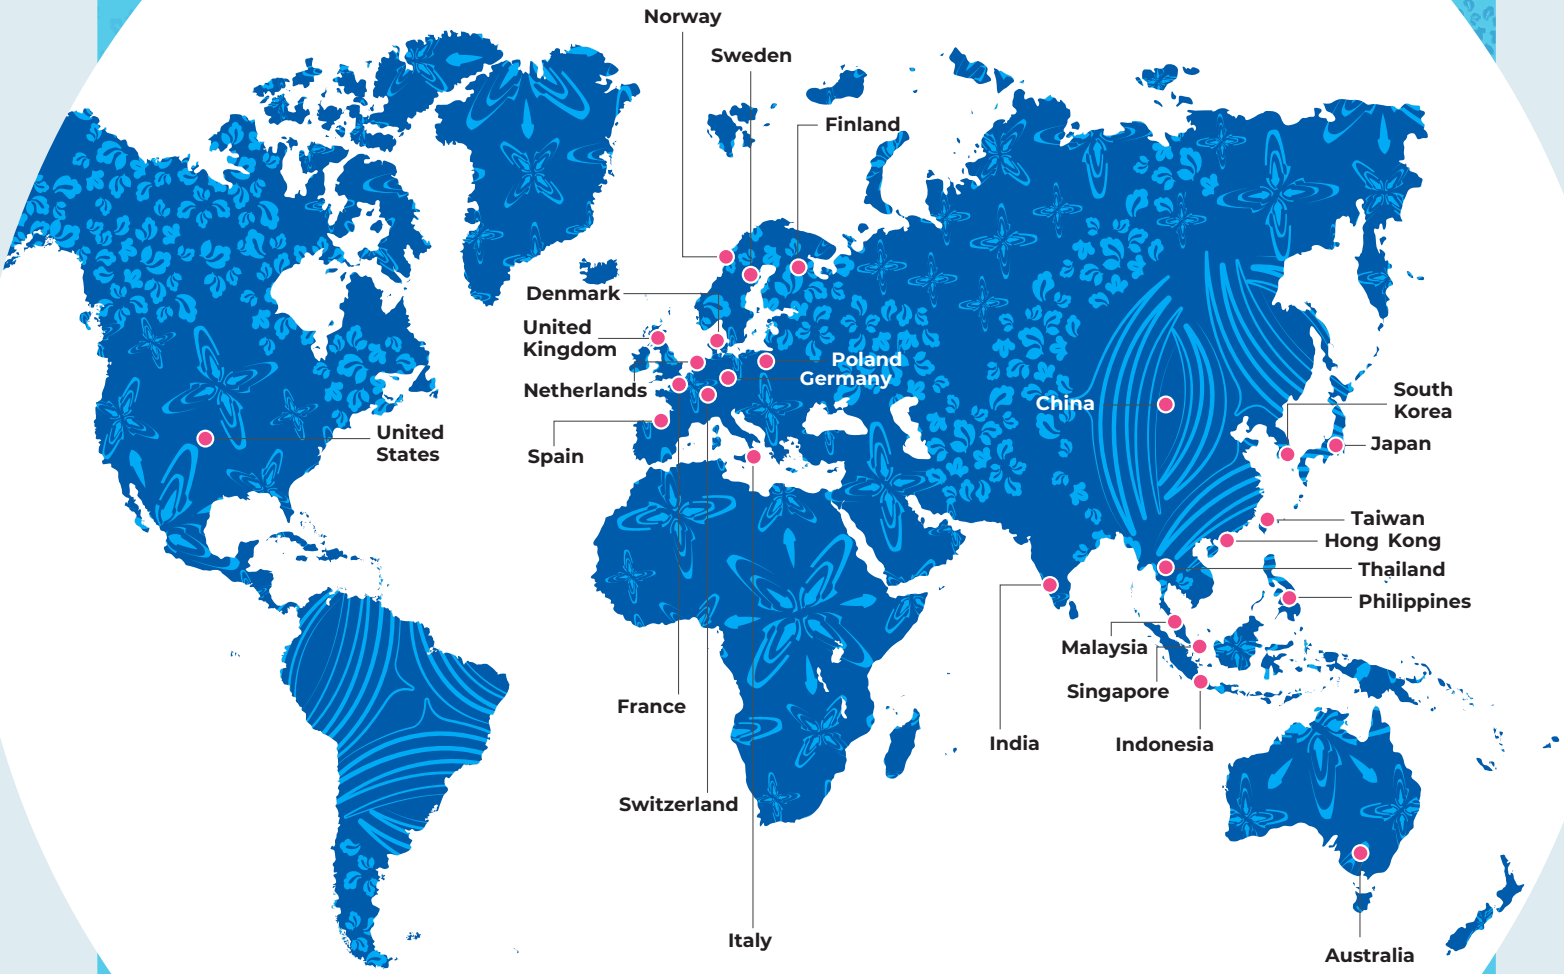 Norway
Sweden
Finland
Denmark
United
Kingdom
Netherlands
Poland
Germany
Spain
United
States
China
South
Korea
Japan
Taiwan
Hong Kong
Thailand
Philippines
Malaysia
Singapore
France
India
Indonesia
Switzerland
Italy
Australia